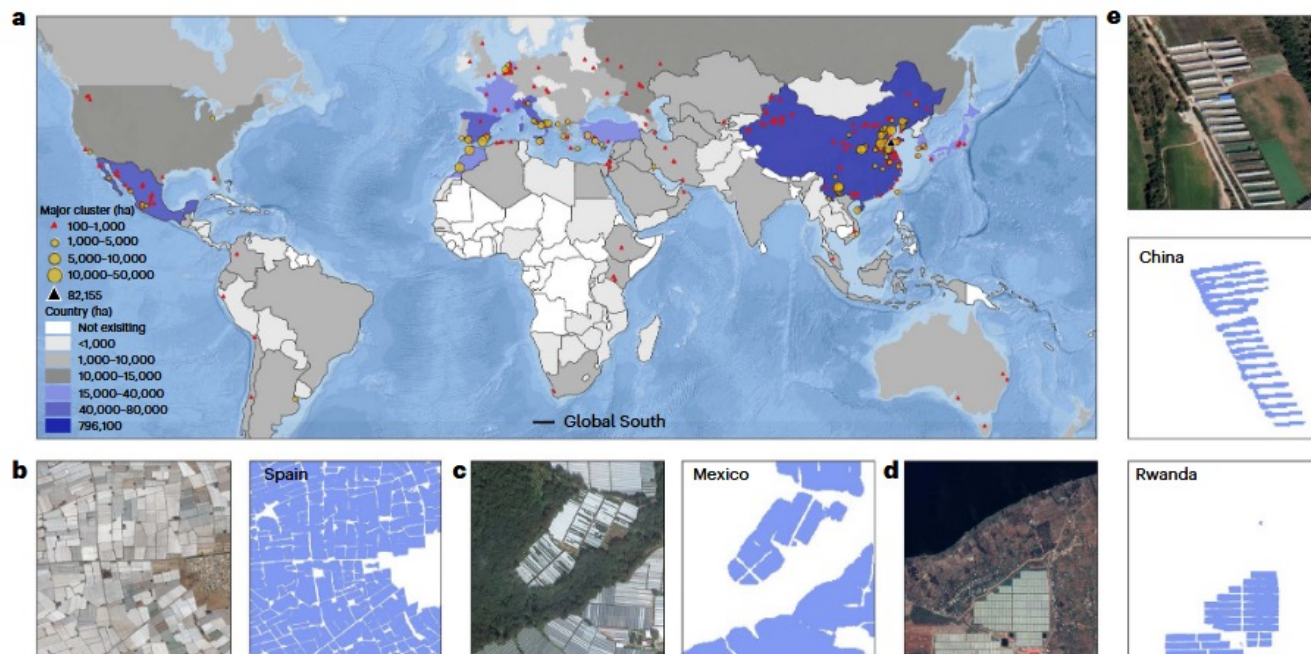 a
e
Major cluster (ha)
100–1,000
1,000–5,000
5,000–10,000
10,000–50,000
82,155
Country (ha)
Not exisiting
<1,000
1,000–10,000
10,000–15,000
15,000–40,000
40,000–80,000
796,100
Global South
China
b
Spain
c
Mexico
d
Rwanda